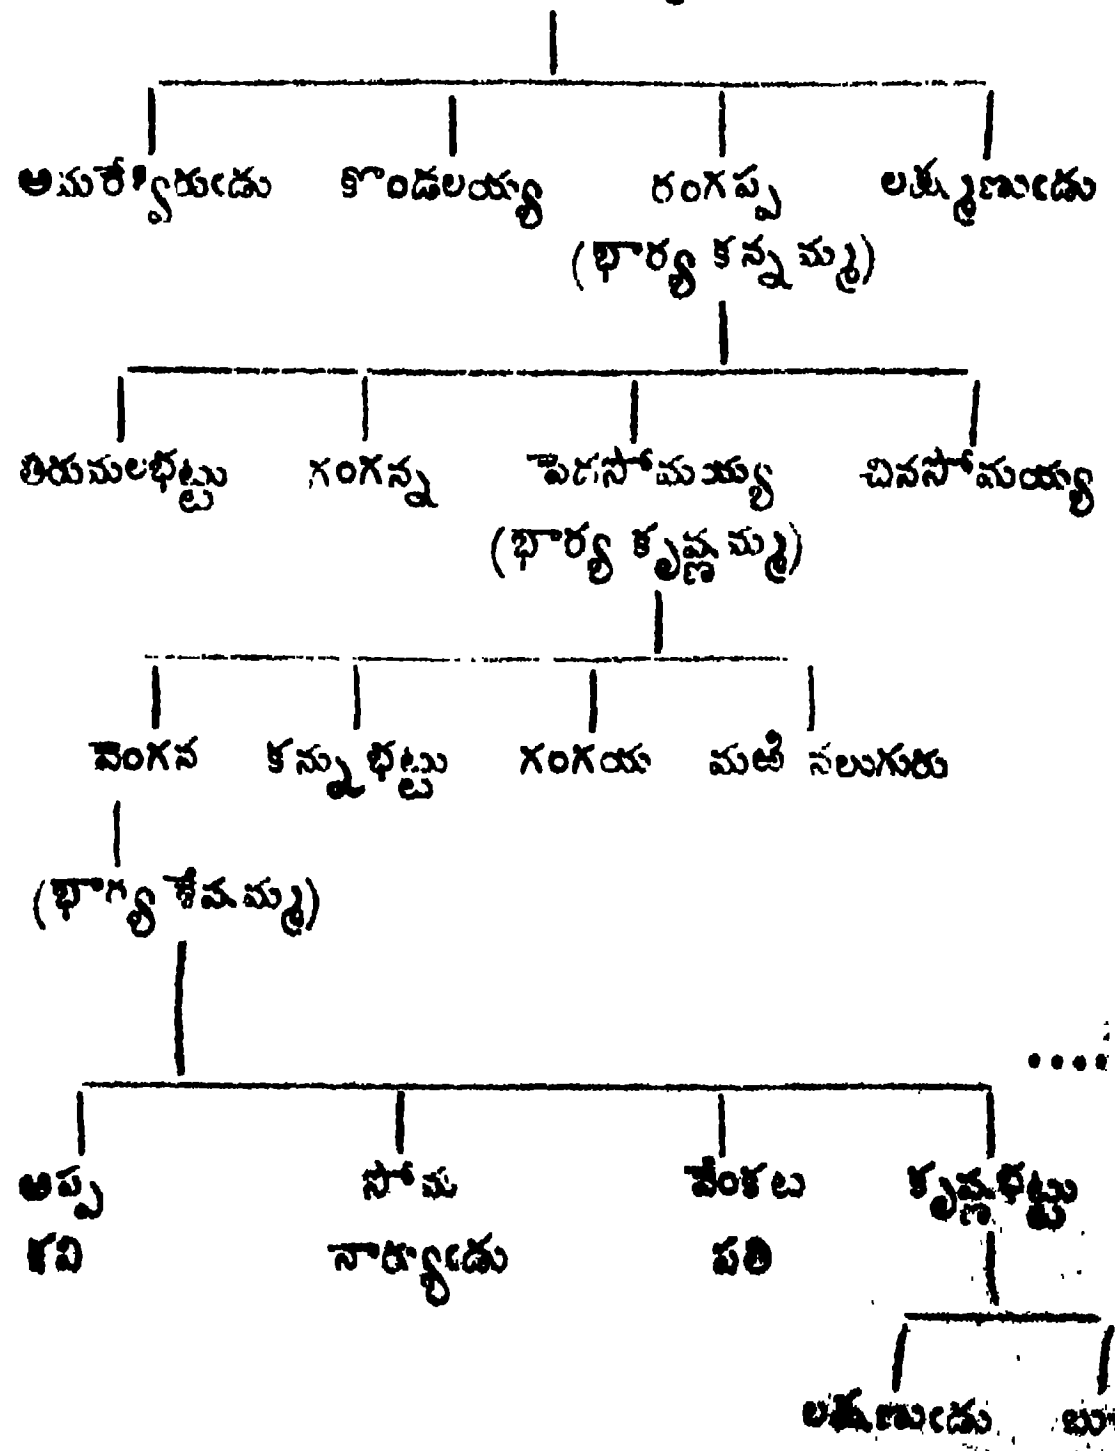 అమరేశ్వరుఁడు కొండలయ్య రంగప్ప లక్ష్మణుఁడు
(భార్య కన్నమ్మ)
తిరుమలభట్టు గంగన్న పెదసోమయ్య చినసోమయ్య
(భార్య కృష్ణమ్మ)
వెంగన కన్నుభట్టు గంగయ మఱి నలుగురు
(భార్య శేషమ్మ)
....
అప్ప సోమ వేంకట కృష్ణభట్టు
కవి నార్యుఁడు పతి
లక్ష్మణుఁడు